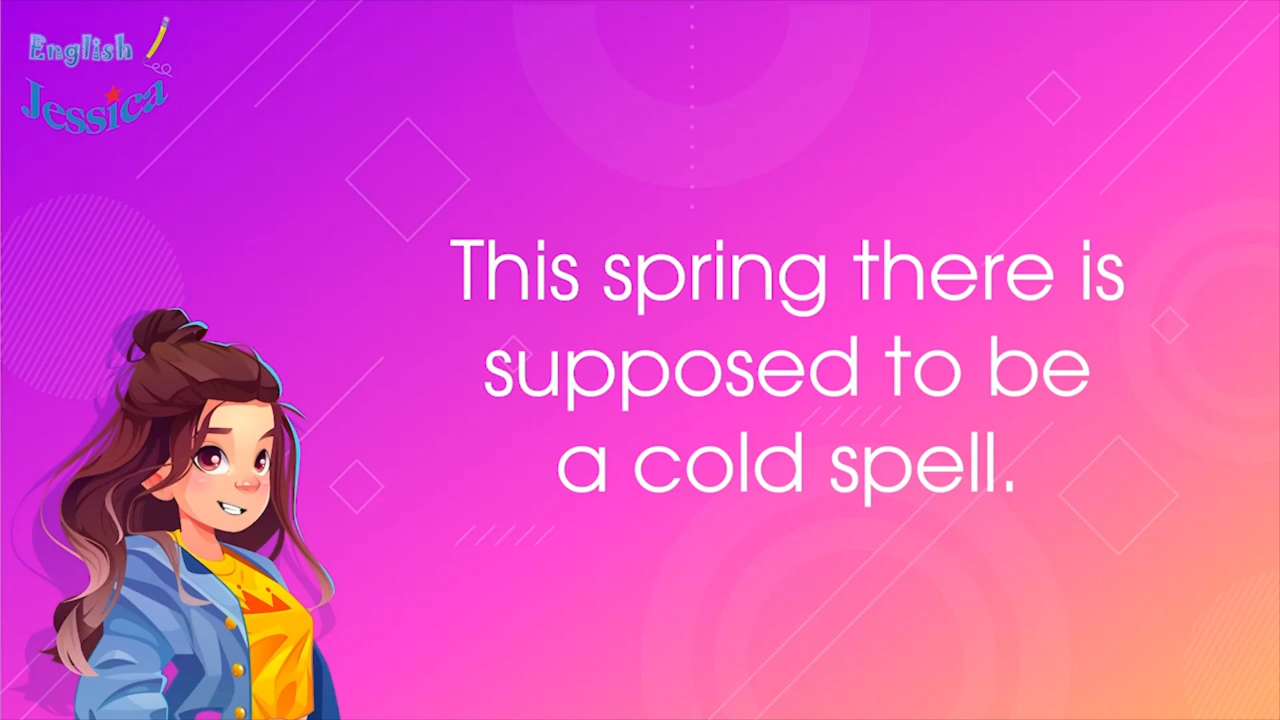 English
Jessica
This spring there is
supposed to be
a cold spell.